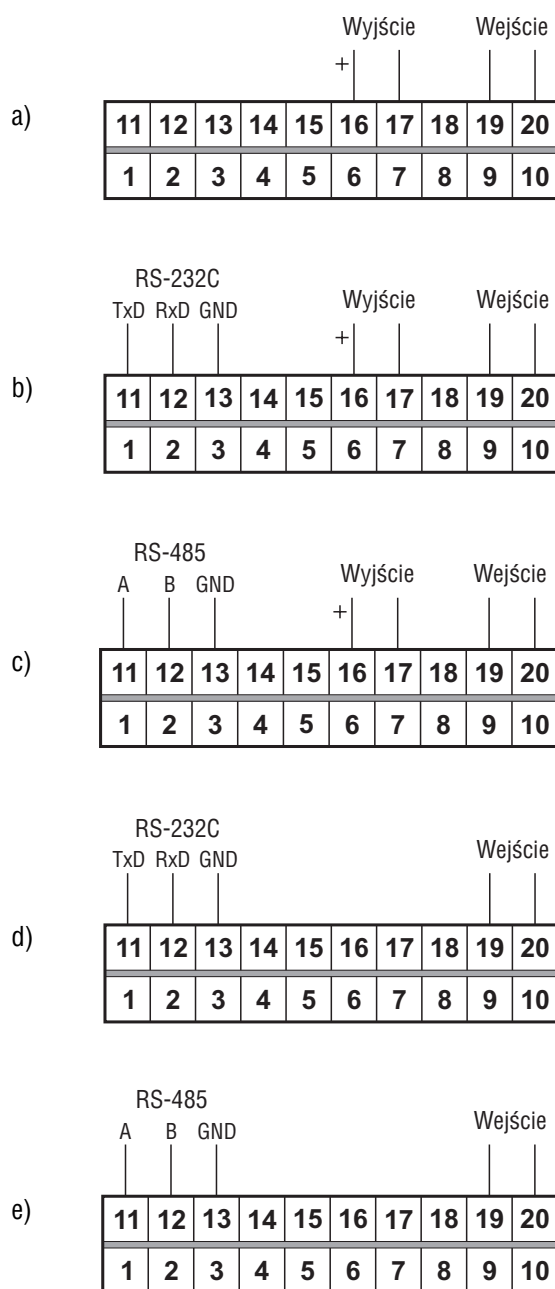 Wyjście Wejście
+
a)
11 12 13 14 15 16 17 18 19 20
1 2 3 4 5 6 7 8 9 10
RS-232C
TxD RxD GND Wyjście Wejście
+
b)
11 12 13 14 15 16 17 18 19 20
1 2 3 4 5 6 7 8 9 10
RS-485
A B GND Wyjście Wejście
+
c)
11 12 13 14 15 16 17 18 19 20
1 2 3 4 5 6 7 8 9 10
RS-232C
TxD RxD GND Wejście
d)
11 12 13 14 15 16 17 18 19 20
1 2 3 4 5 6 7 8 9 10
RS-485
A B GND Wejście
e)
11 12 13 14 15 16 17 18 19 20
1 2 3 4 5 6 7 8 9 10